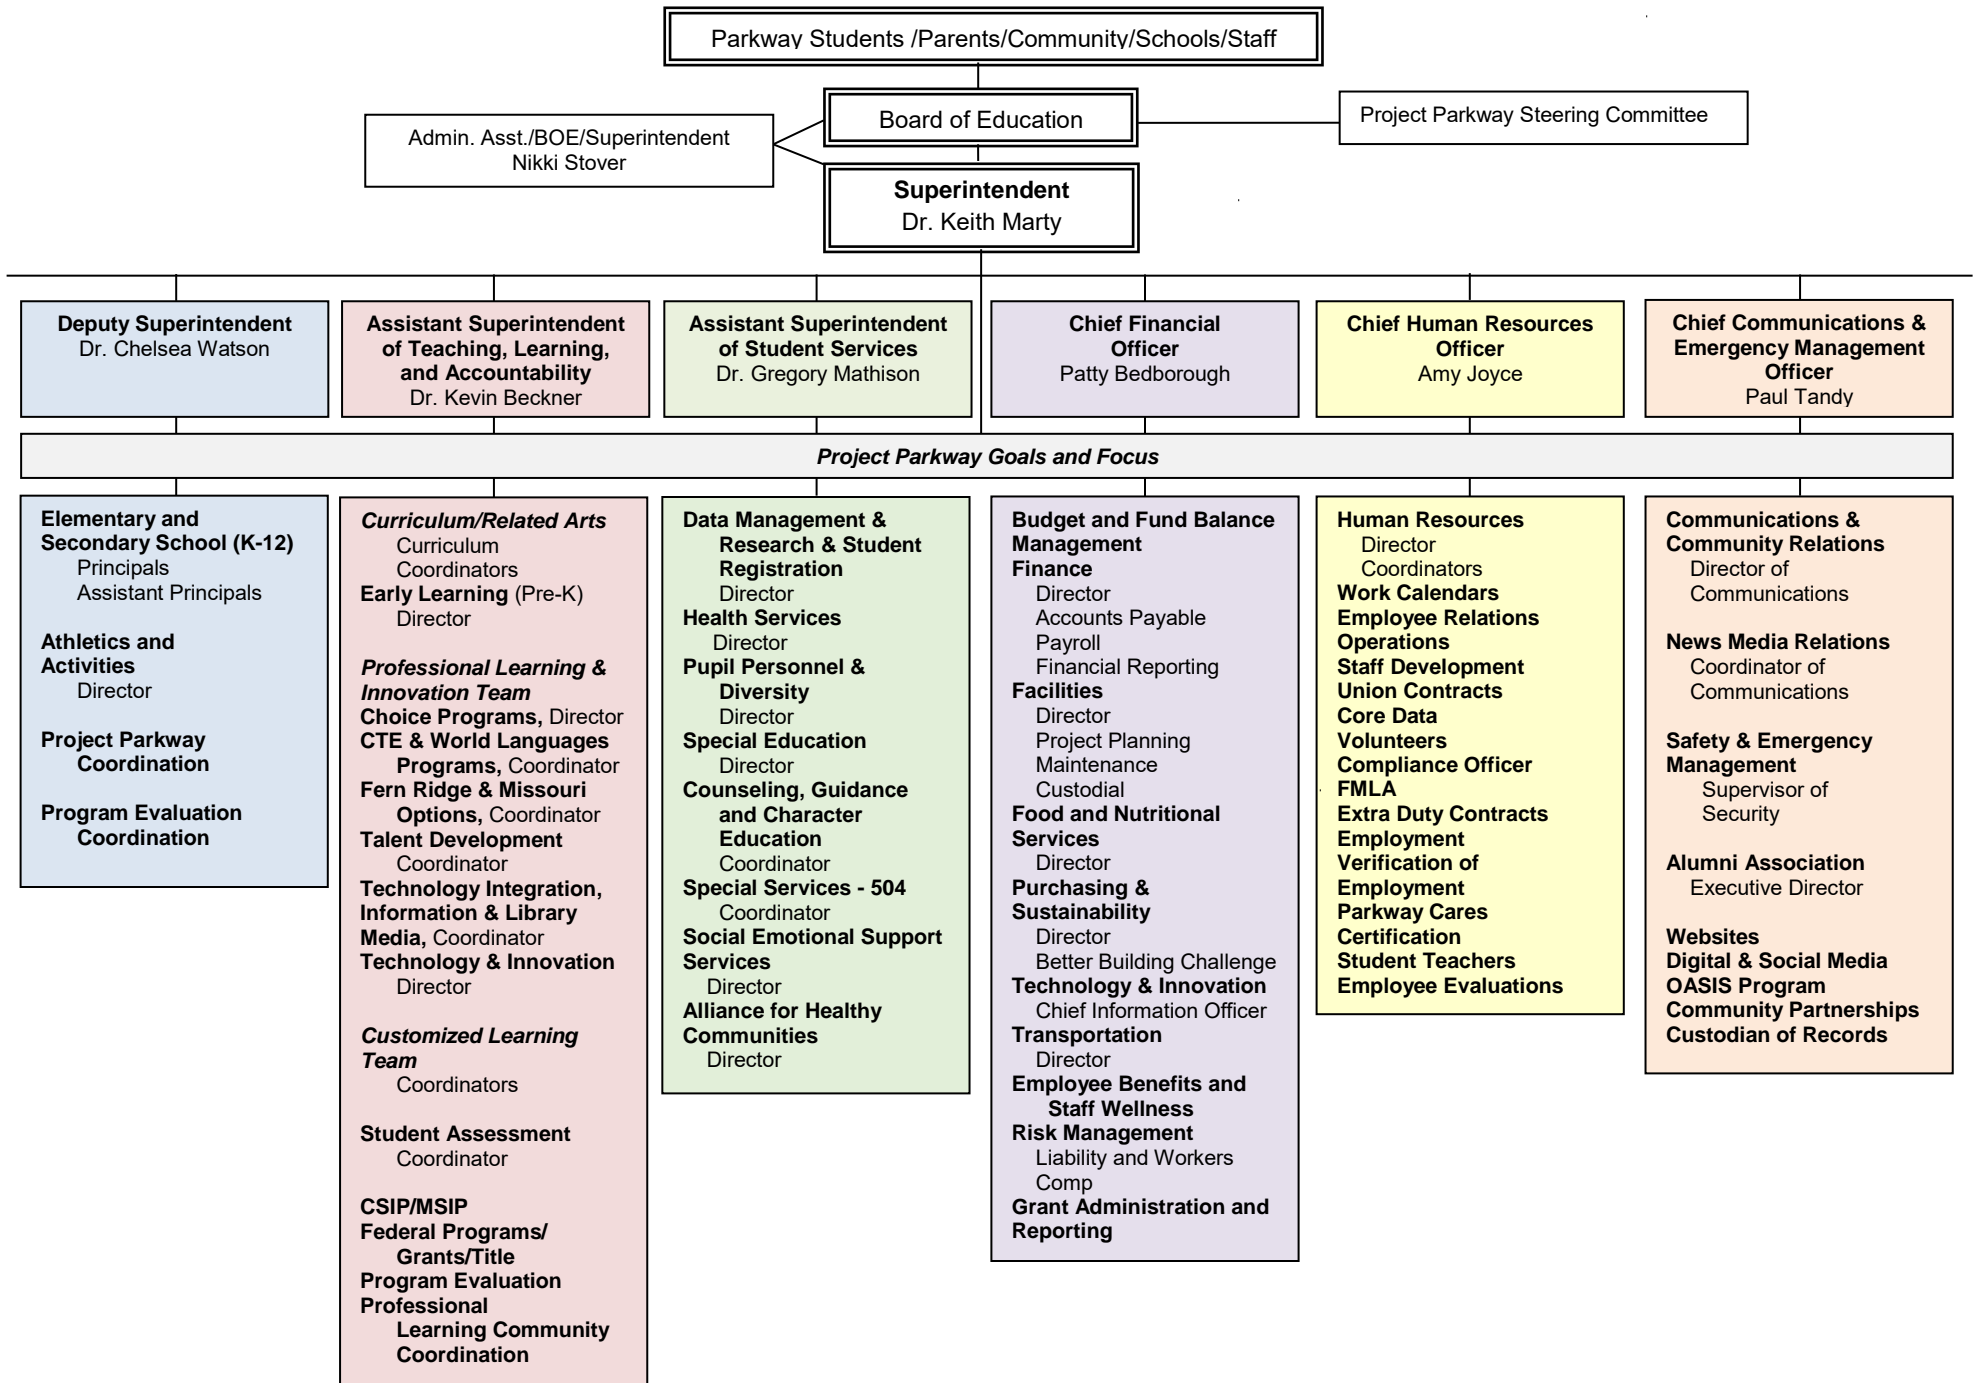 Parkway Students /Parents/Community/Schools/Staff
Board of Education
Project Parkway Steering Committee
Admin. Asst./BOE/Superintendent
Nikki Stover
Superintendent
Dr. Keith Marty
Deputy Superintendent
Dr. Chelsea Watson
Assistant Superintendent
of Teaching, Learning,
and Accountability
Dr. Kevin Beckner
Assistant Superintendent
of Student Services
Dr. Gregory Mathison
Chief Financial
Officer
Patty Bedborough
Chief Human Resources
Officer
Amy Joyce
Chief Communications &
Emergency Management
Officer
Paul Tandy
Project Parkway Goals and Focus
Elementary and
Secondary School (K-12)
Principals
Assistant Principals
Athletics and
Activities
Director
Project Parkway
Coordination
Program Evaluation
Coordination
Curriculum/Related Arts
Curriculum
Coordinators
Early Learning (Pre-K)
Director
Professional Learning &
Innovation Team
Choice Programs, Director
CTE & World Languages
Programs, Coordinator
Fern Ridge & Missouri
Options, Coordinator
Talent Development
Coordinator
Technology Integration,
Information & Library
Media, Coordinator
Technology & Innovation
Director
Customized Learning
Team
Coordinators
Student Assessment
Coordinator
CSIP/MSIP
Federal Programs/
Grants/Title
Program Evaluation
Professional
Learning Community
Coordination
Data Management &
Research & Student
Registration
Director
Health Services
Director
Pupil Personnel &
Diversity
Director
Special Education
Director
Counseling, Guidance
and Character
Education
Coordinator
Special Services - 504
Coordinator
Social Emotional Support
Services
Director
Alliance for Healthy
Communities
Director
Budget and Fund Balance
Management
Finance
Director
Accounts Payable
Payroll
Financial Reporting
Facilities
Director
Project Planning
Maintenance
Custodial
Food and Nutritional
Services
Director
Purchasing &
Sustainability
Director
Better Building Challenge
Technology & Innovation
Chief Information Officer
Transportation
Director
Employee Benefits and
Staff Wellness
Risk Management
Liability and Workers
Comp
Grant Administration and
Reporting
Human Resources
Director
Coordinators
Work Calendars
Employee Relations
Operations
Staff Development
Union Contracts
Core Data
Volunteers
Compliance Officer
FMLA
Extra Duty Contracts
Employment
Verification of
Employment
Parkway Cares
Certification
Student Teachers
Employee Evaluations
Communications &
Community Relations
Director of
Communications
News Media Relations
Coordinator of
Communications
Safety & Emergency
Management
Supervisor of
Security
Alumni Association
Executive Director
Websites
Digital & Social Media
OASIS Program
Community Partnerships
Custodian of Records